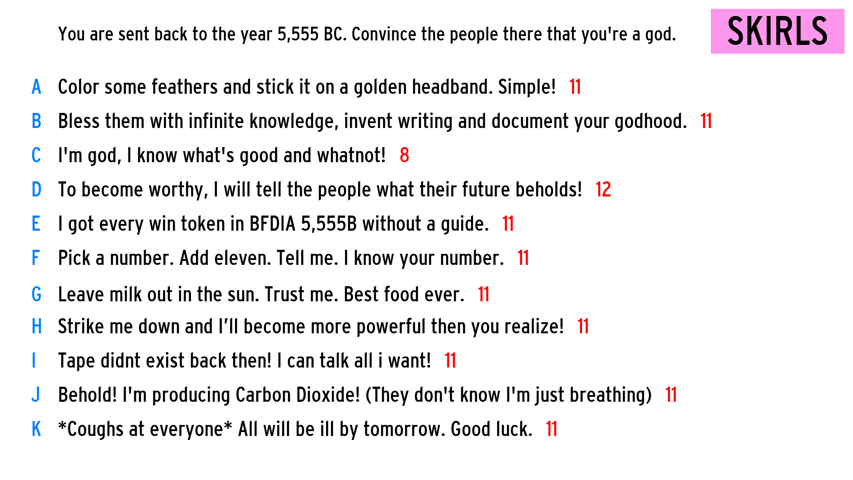 You are sent back to the year 5,555 BC. Convince the people there that you're a god.
SKIRLS
A Color some feathers and stick it on a golden headband. Simple! 11
B Bless them with infinite knowledge, invent writing and document your godhood. 11
C I'm god, I know what's good and whatnot! 8
D To become worthy, I will tell the people what their future beholds! 12
E I got every win token in BFDIA 5,555B without a guide. 11
F Pick a number. Add eleven. Tell me. I know your number. 11
G Leave milk out in the sun. Trust me. Best food ever. 11
H Strike me down and I’ll become more powerful then you realize! 11
I Tape didnt exist back then! I can talk all i want! 11
J Behold! I'm producing Carbon Dioxide! (They don't know I'm just breathing) 11
K *Coughs at everyone* All will be ill by tomorrow. Good luck. 11